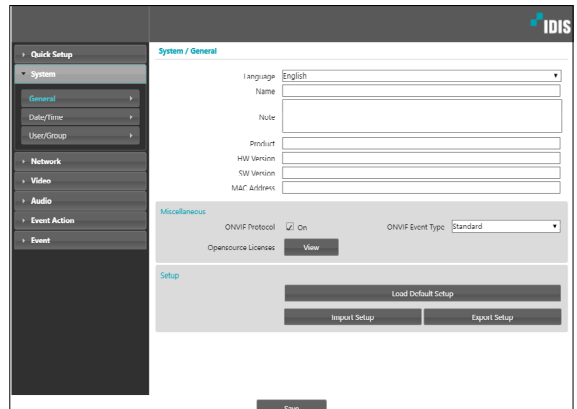 IDIS
Quick Setup
System
General
Date/Time
User/Group
Network
Video
Audio
Event Action
Event
System / General
Language English
Name
Note
Product
HW Version
SW Version
MAC Address
Miscellaneous
ONVIF Protocol On ONVIF Event Type Standard
Opensource Licenses View
Setup
Load Default Setup
Import Setup Export Setup
Save